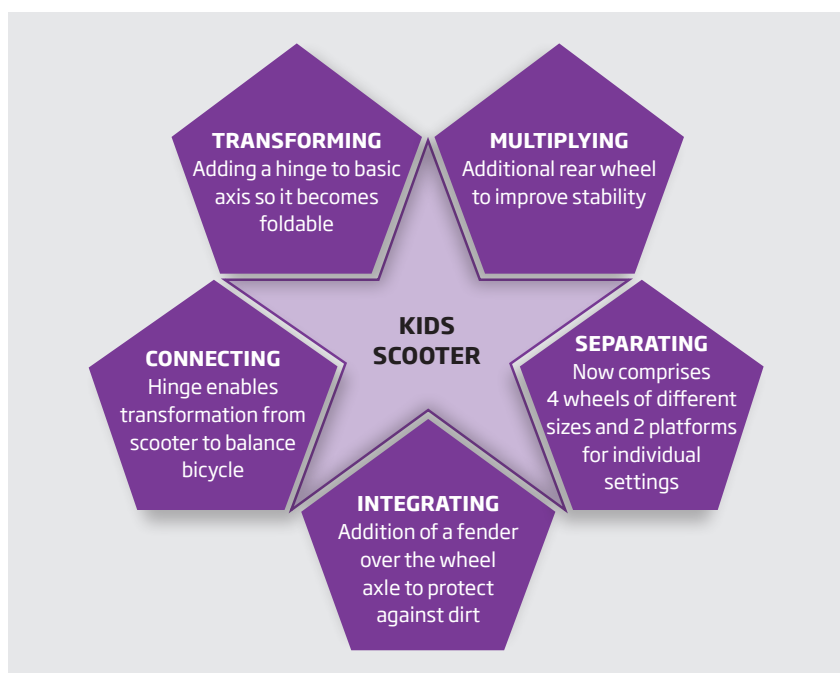 TRANSFORMING
Adding a hinge to basic
axis so it becomes
foldable
MULTIPLYING
Additional rear wheel
to improve stability
KIDS
SCOOTER
CONNECTING
Hinge enables
transformation from
scooter to balance
bicycle
SEPARATING
Now comprises
4 wheels of different
sizes and 2 platforms
for individual
settings
INTEGRATING
Addition of a fender
over the wheel
axle to protect
against dirt